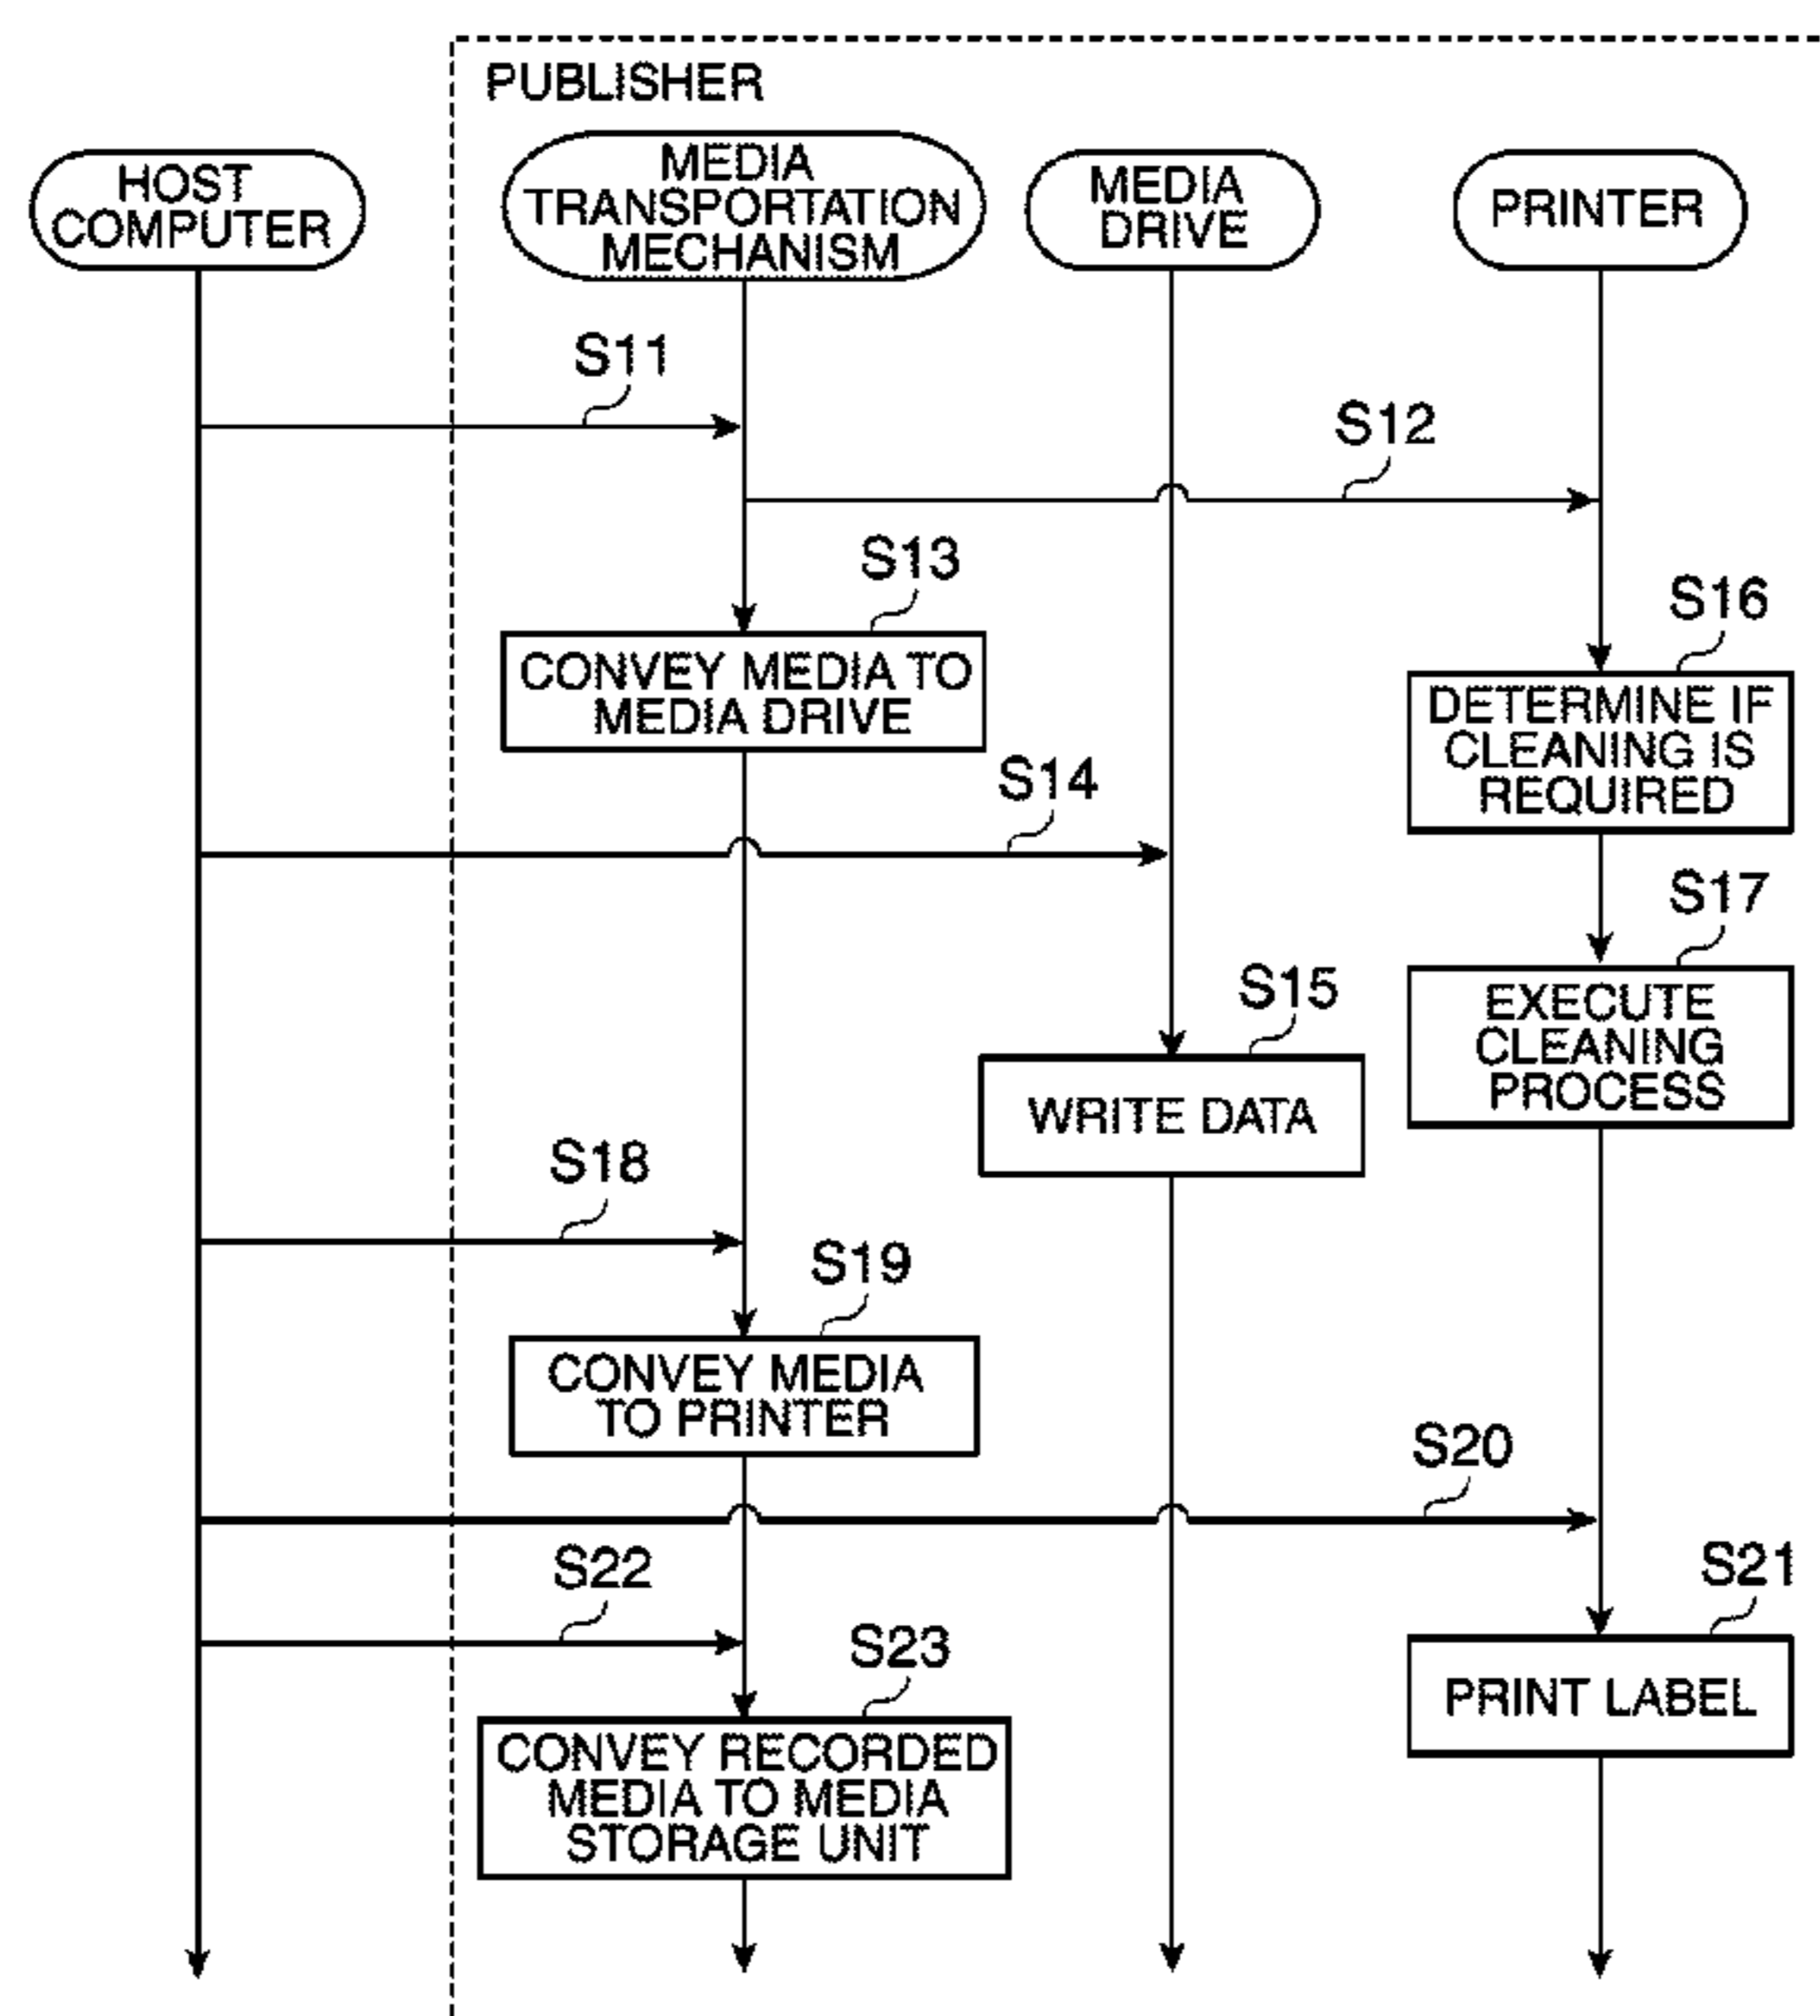 PUBLISHER
HOST
COMPUTER
MEDIA
TRANSPORTATION
MECHANISM
MEDIA
DRIVE
PRINTER
S11
S12
S13
CONVEY MEDIA TO
MEDIA DRIVE
S16
DETERMINE IF
CLEANING IS
REQUIRED
S14
S17
EXECUTE
CLEANING
PROCESS
S15
WRITE DATA
S18
S19
CONVEY MEDIA
TO PRINTER
S20
S22
S21
PRINT LABEL
S23
CONVEY RECORDED
MEDIA TO MEDIA
STORAGE UNIT